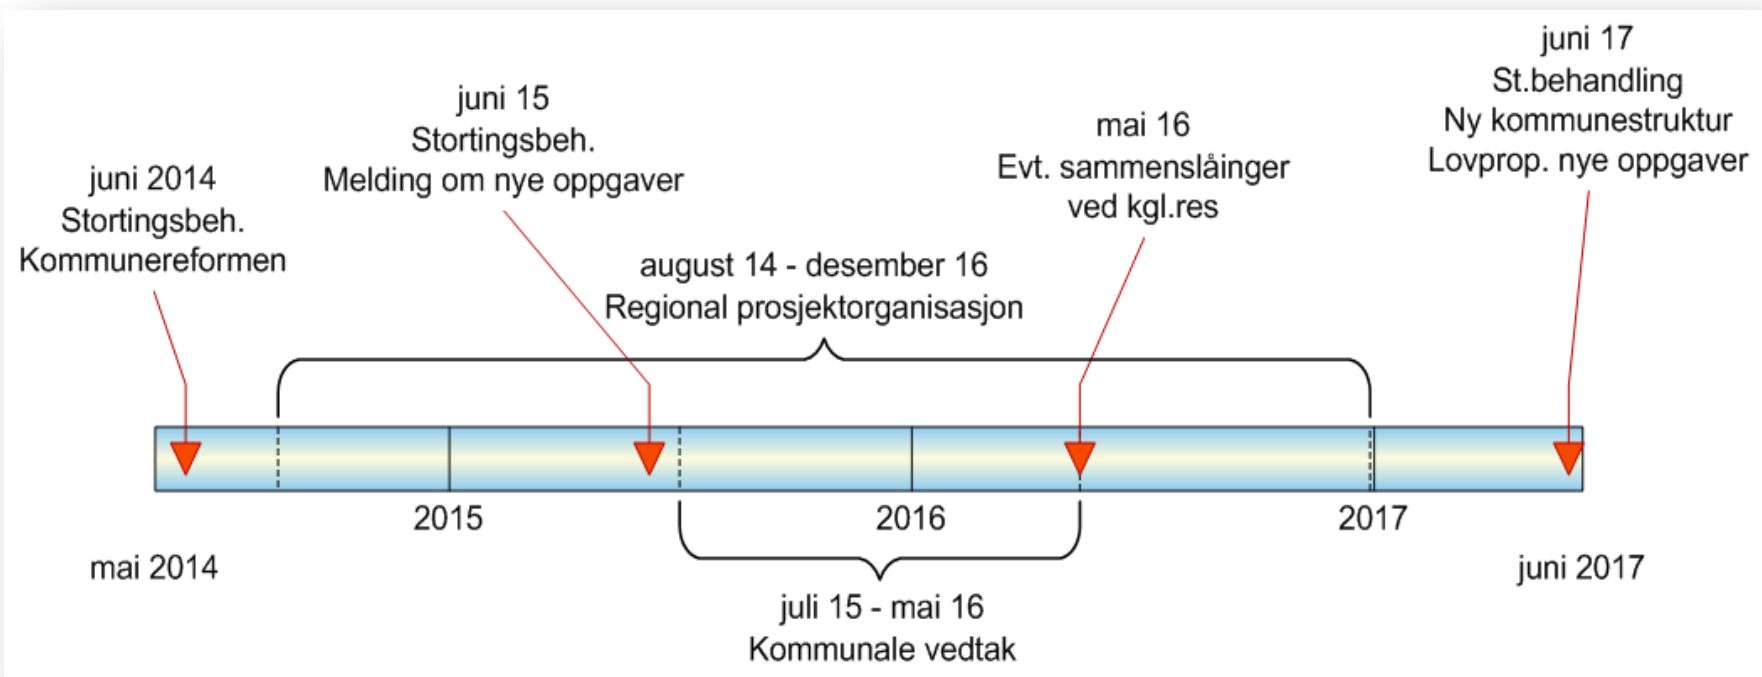 juni 2014
Stortingsbeh.
Kommunereformen
juni 15
Stortingsbeh.
Melding om nye oppgaver
august 14 - desember 16
Regional prosjektorganisasjon
mai 16
Evt. sammenslåinger
ved kgl.res
juni 17
St.behandling
Ny kommunestruktur
Lovprop. nye oppgaver
2015
2016
2017
mai 2014
juni 2017
juli 15 - mai 16
Kommunale vedtak